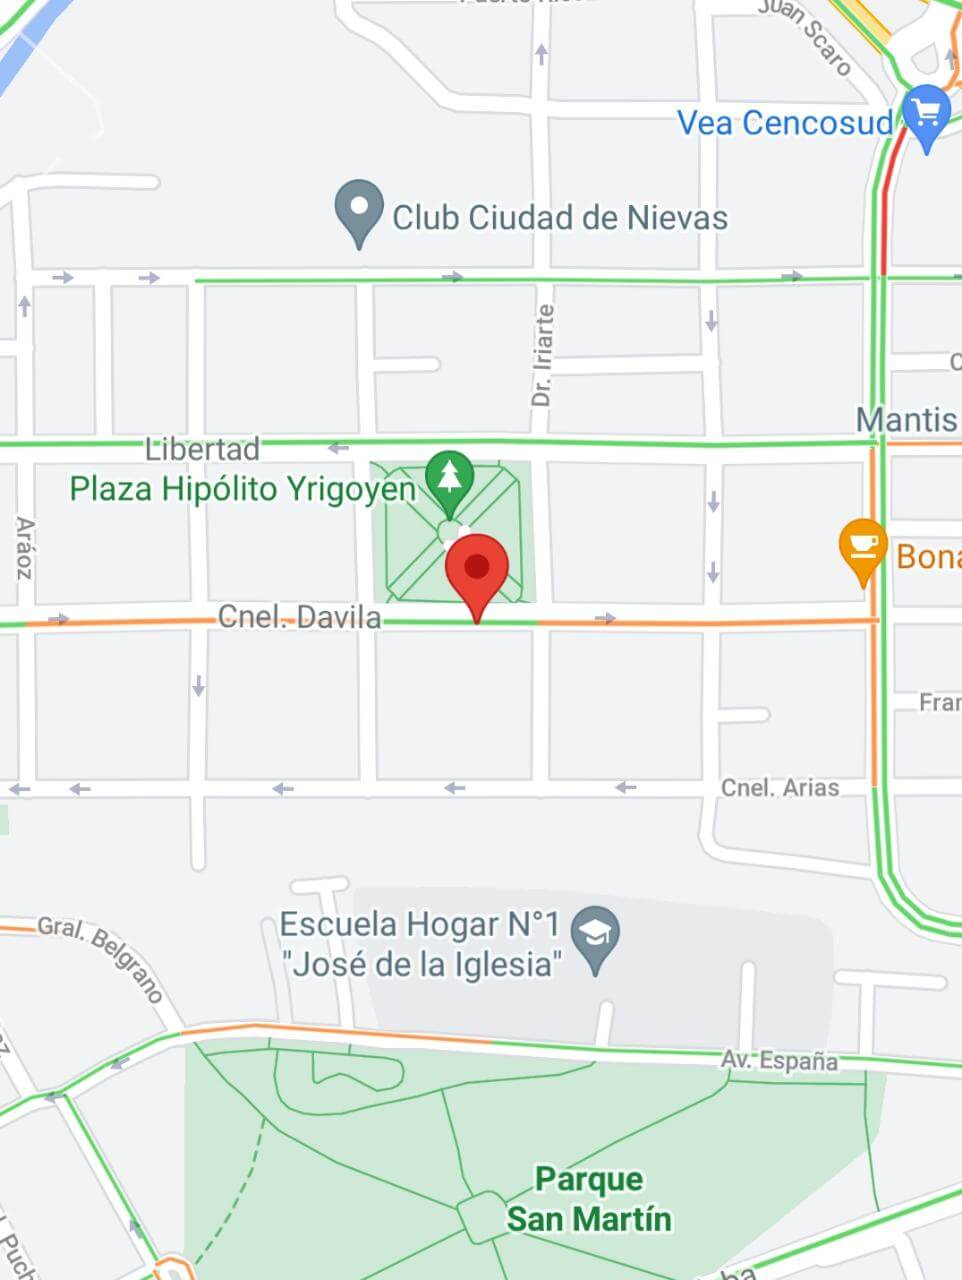 Juan Scaro
Vea Cencosud
Club Ciudad de Nievas
Dr. Iriarte
Mantis
Libertad
Plaza Hipólito Yrigoyen
Aráoz
Bona
Cnel. Davila
Fran
Cnel. Arias
Escuela Hogar N°1
"José de la Iglesia"
Gral. Belgrano
Av. España
Parque
San Martín